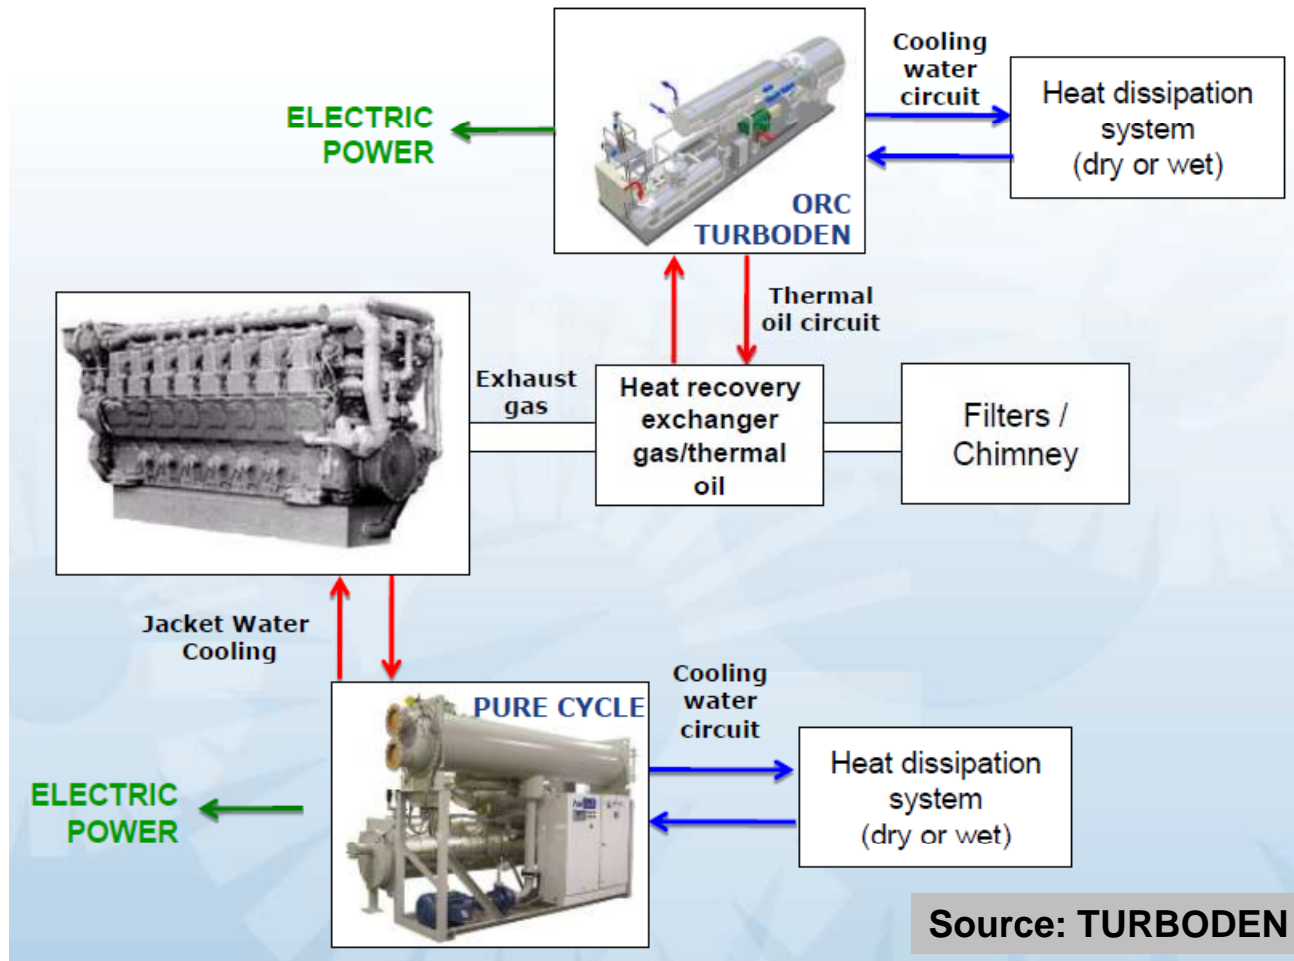 Cooling
water
circuit
Heat dissipation
system
(dry or wet)
ELECTRIC
POWER
ORC
TURBODEN
Thermal
oil circuit
Exhaust
gas
Heat recovery
exchanger
gas/thermal
oil
Filters /
Chimney
Jacket Water
Cooling
PURE CYCLE
Cooling
water
circuit
Heat dissipation
system
(dry or wet)
ELECTRIC
POWER
Source: TURBODEN